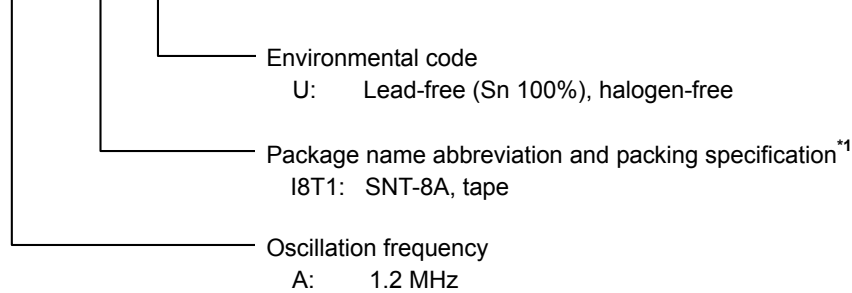 Environmental code
U: Lead-free (Sn 100%), halogen-free
Package name abbreviation and packing specification*1
I8T1: SNT-8A, tape
Oscillation frequency
A: 1.2 MHz